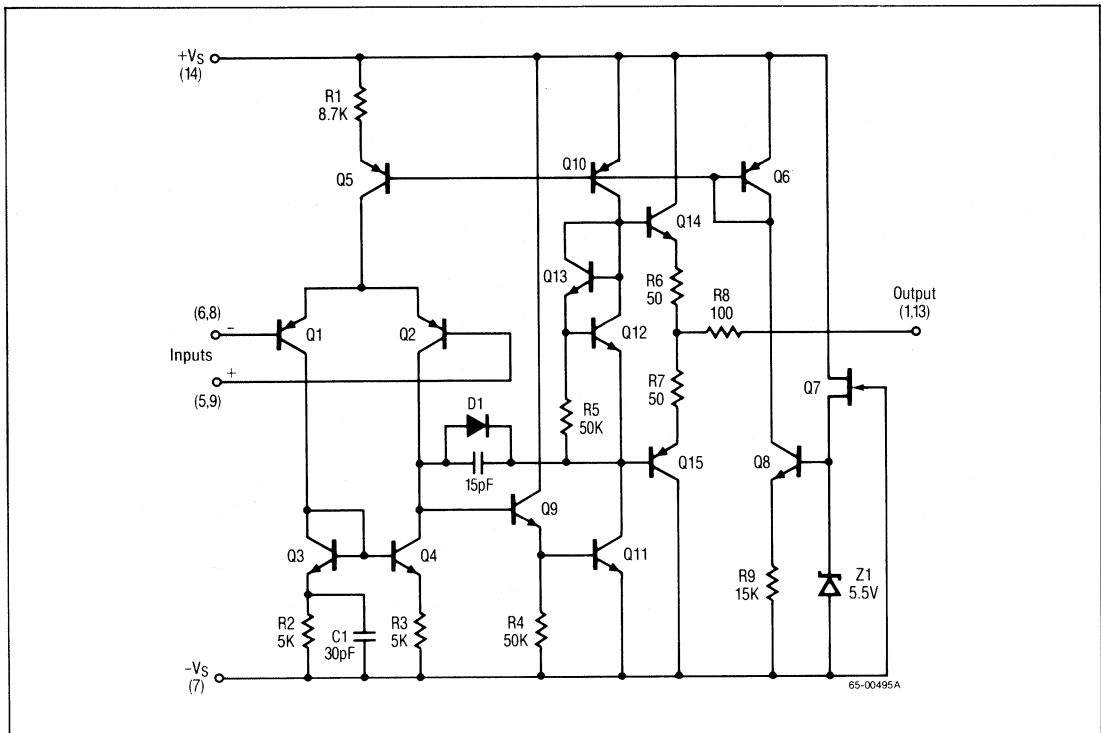 +VS
(14)
R1
8.7K
Q5
Q10
Q6
Q14
Q13
R6
50
R8
100
Output
(1,13)
(6,8)
−
Q1
Q2
Q12
Inputs
+
(5,9)
Q7
D1
R5
50K
R7
50
15pF
Q15
Q8
Q9
Q3
Q4
Q11
R9
15K
Z1
5.5V
R2
5K
C1
30pF
R3
5K
R4
50K
−VS
(7)
65-00495A